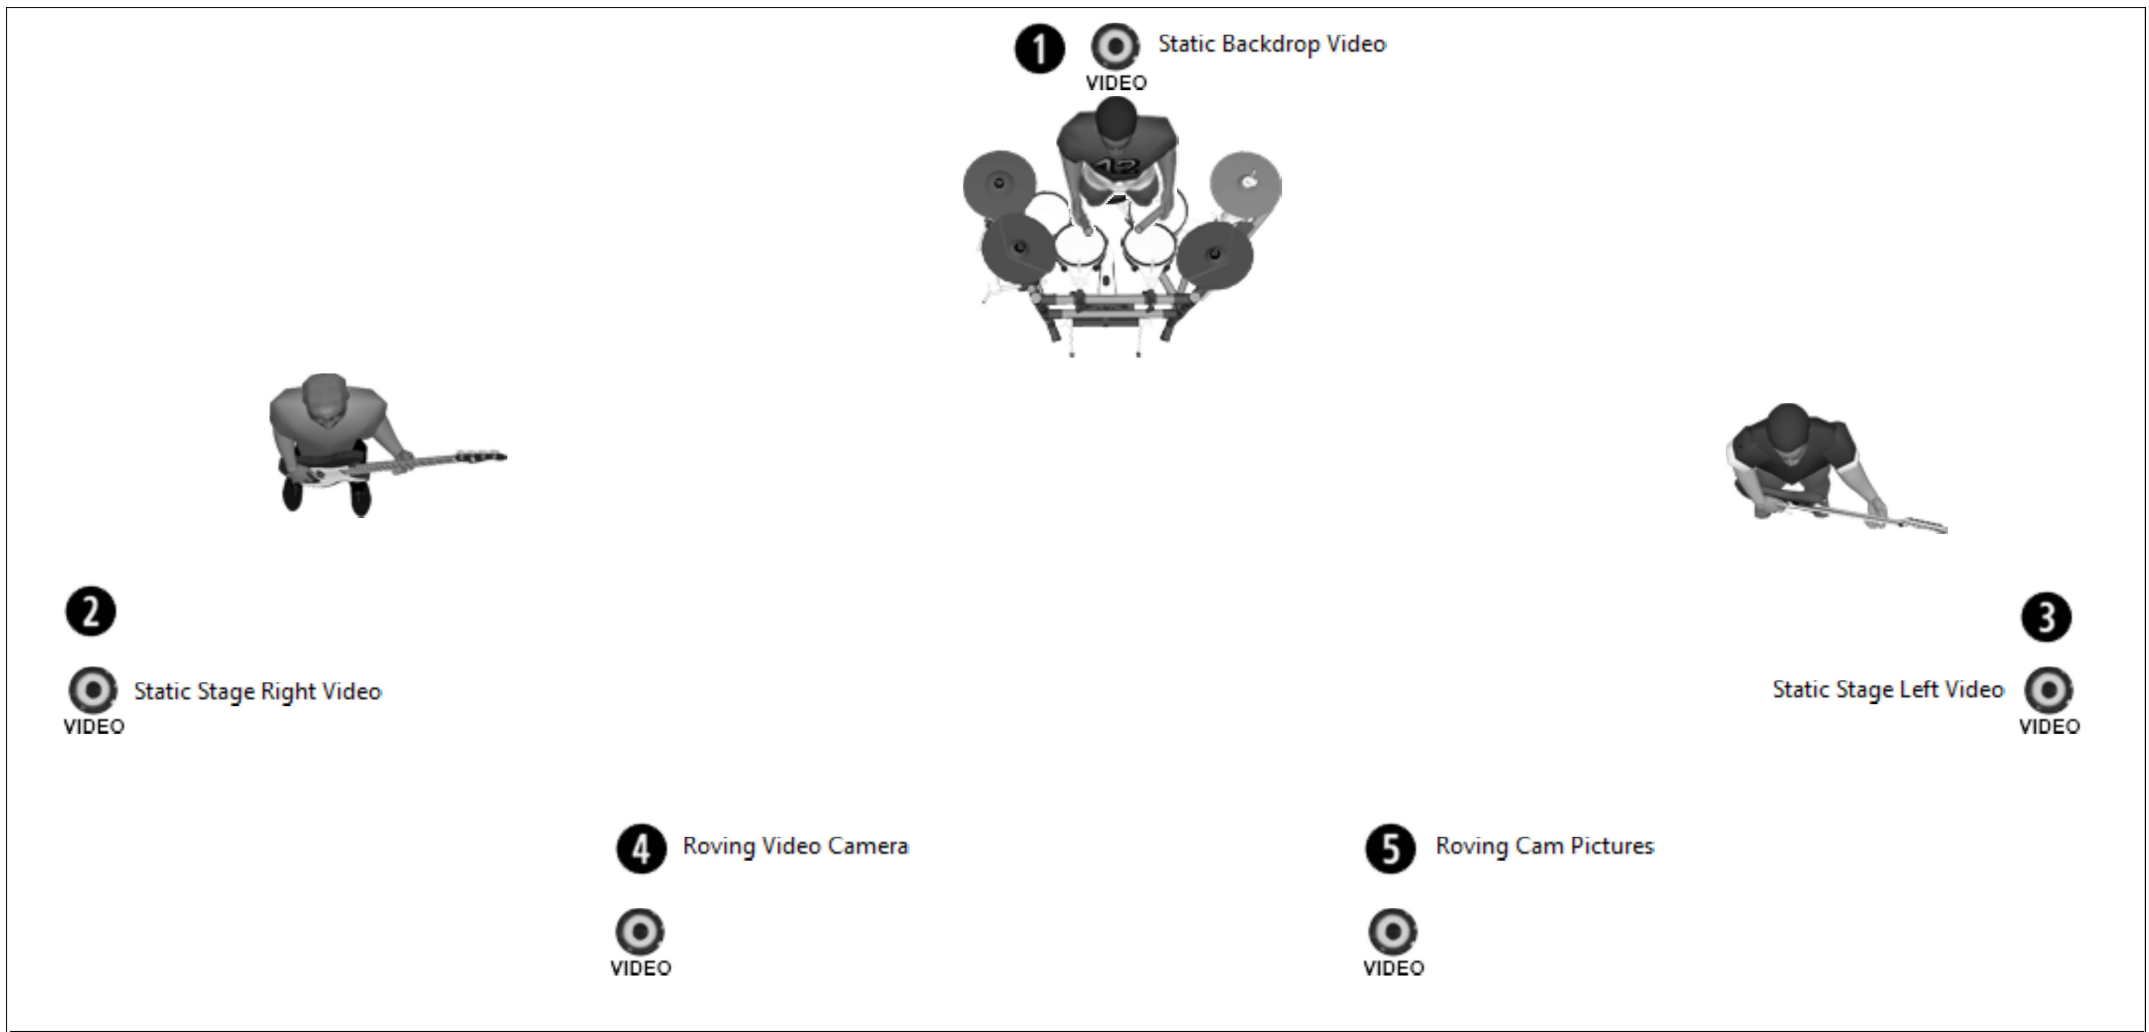 1
Static Backdrop Video
VIDEO
42
2
3
Static Stage Right Video
VIDEO
Static Stage Left Video
VIDEO
4
Roving Video Camera
5
Roving Cam Pictures
VIDEO
VIDEO